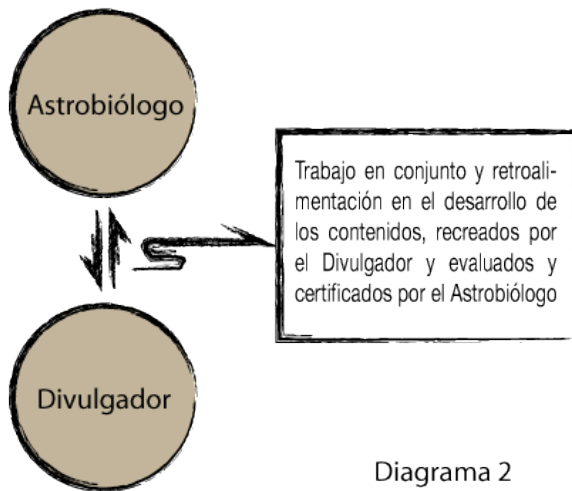 Astrobiólogo
Trabajo en conjunto y retroali-
mentación en el desarrollo de
los contenidos, recreados por
el Divulgador y evaluados y
certificados por el Astrobiólogo
Divulgador
Diagrama 2